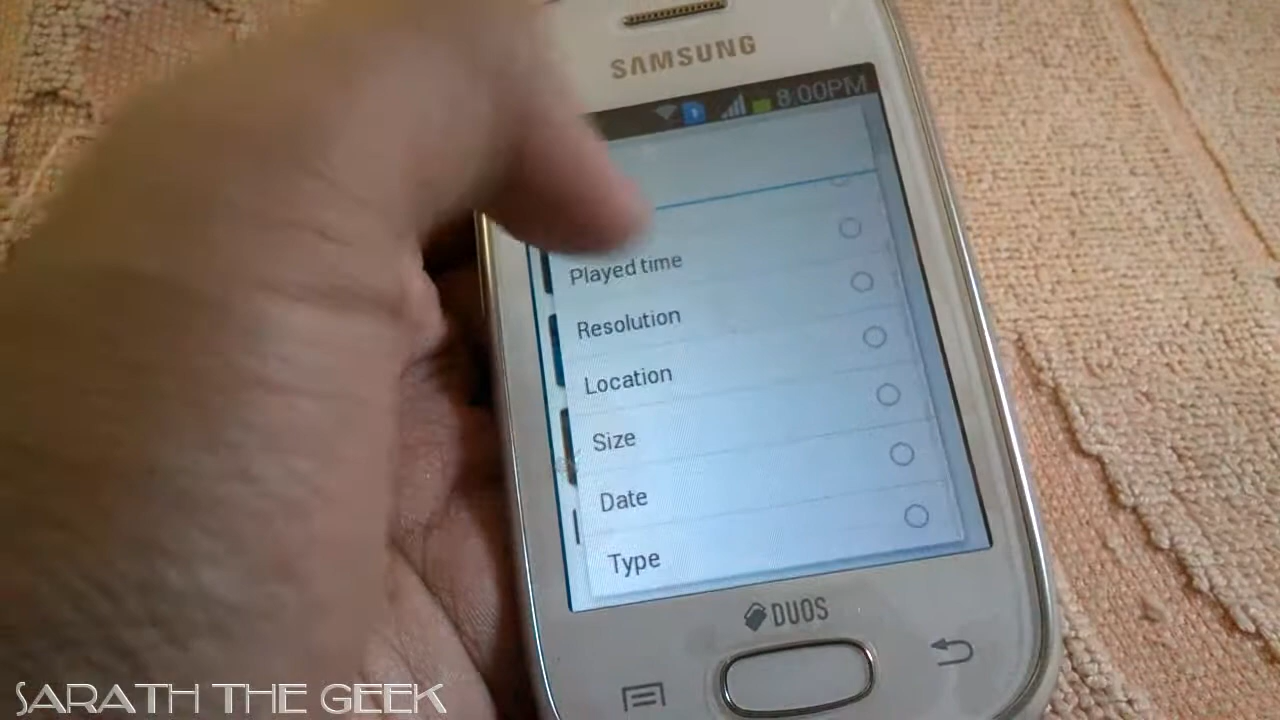 SAMSUNG
8:00PM
Played time
Resolution
Location
Size
Date
Type
DUOS
SARATH THE GEEK